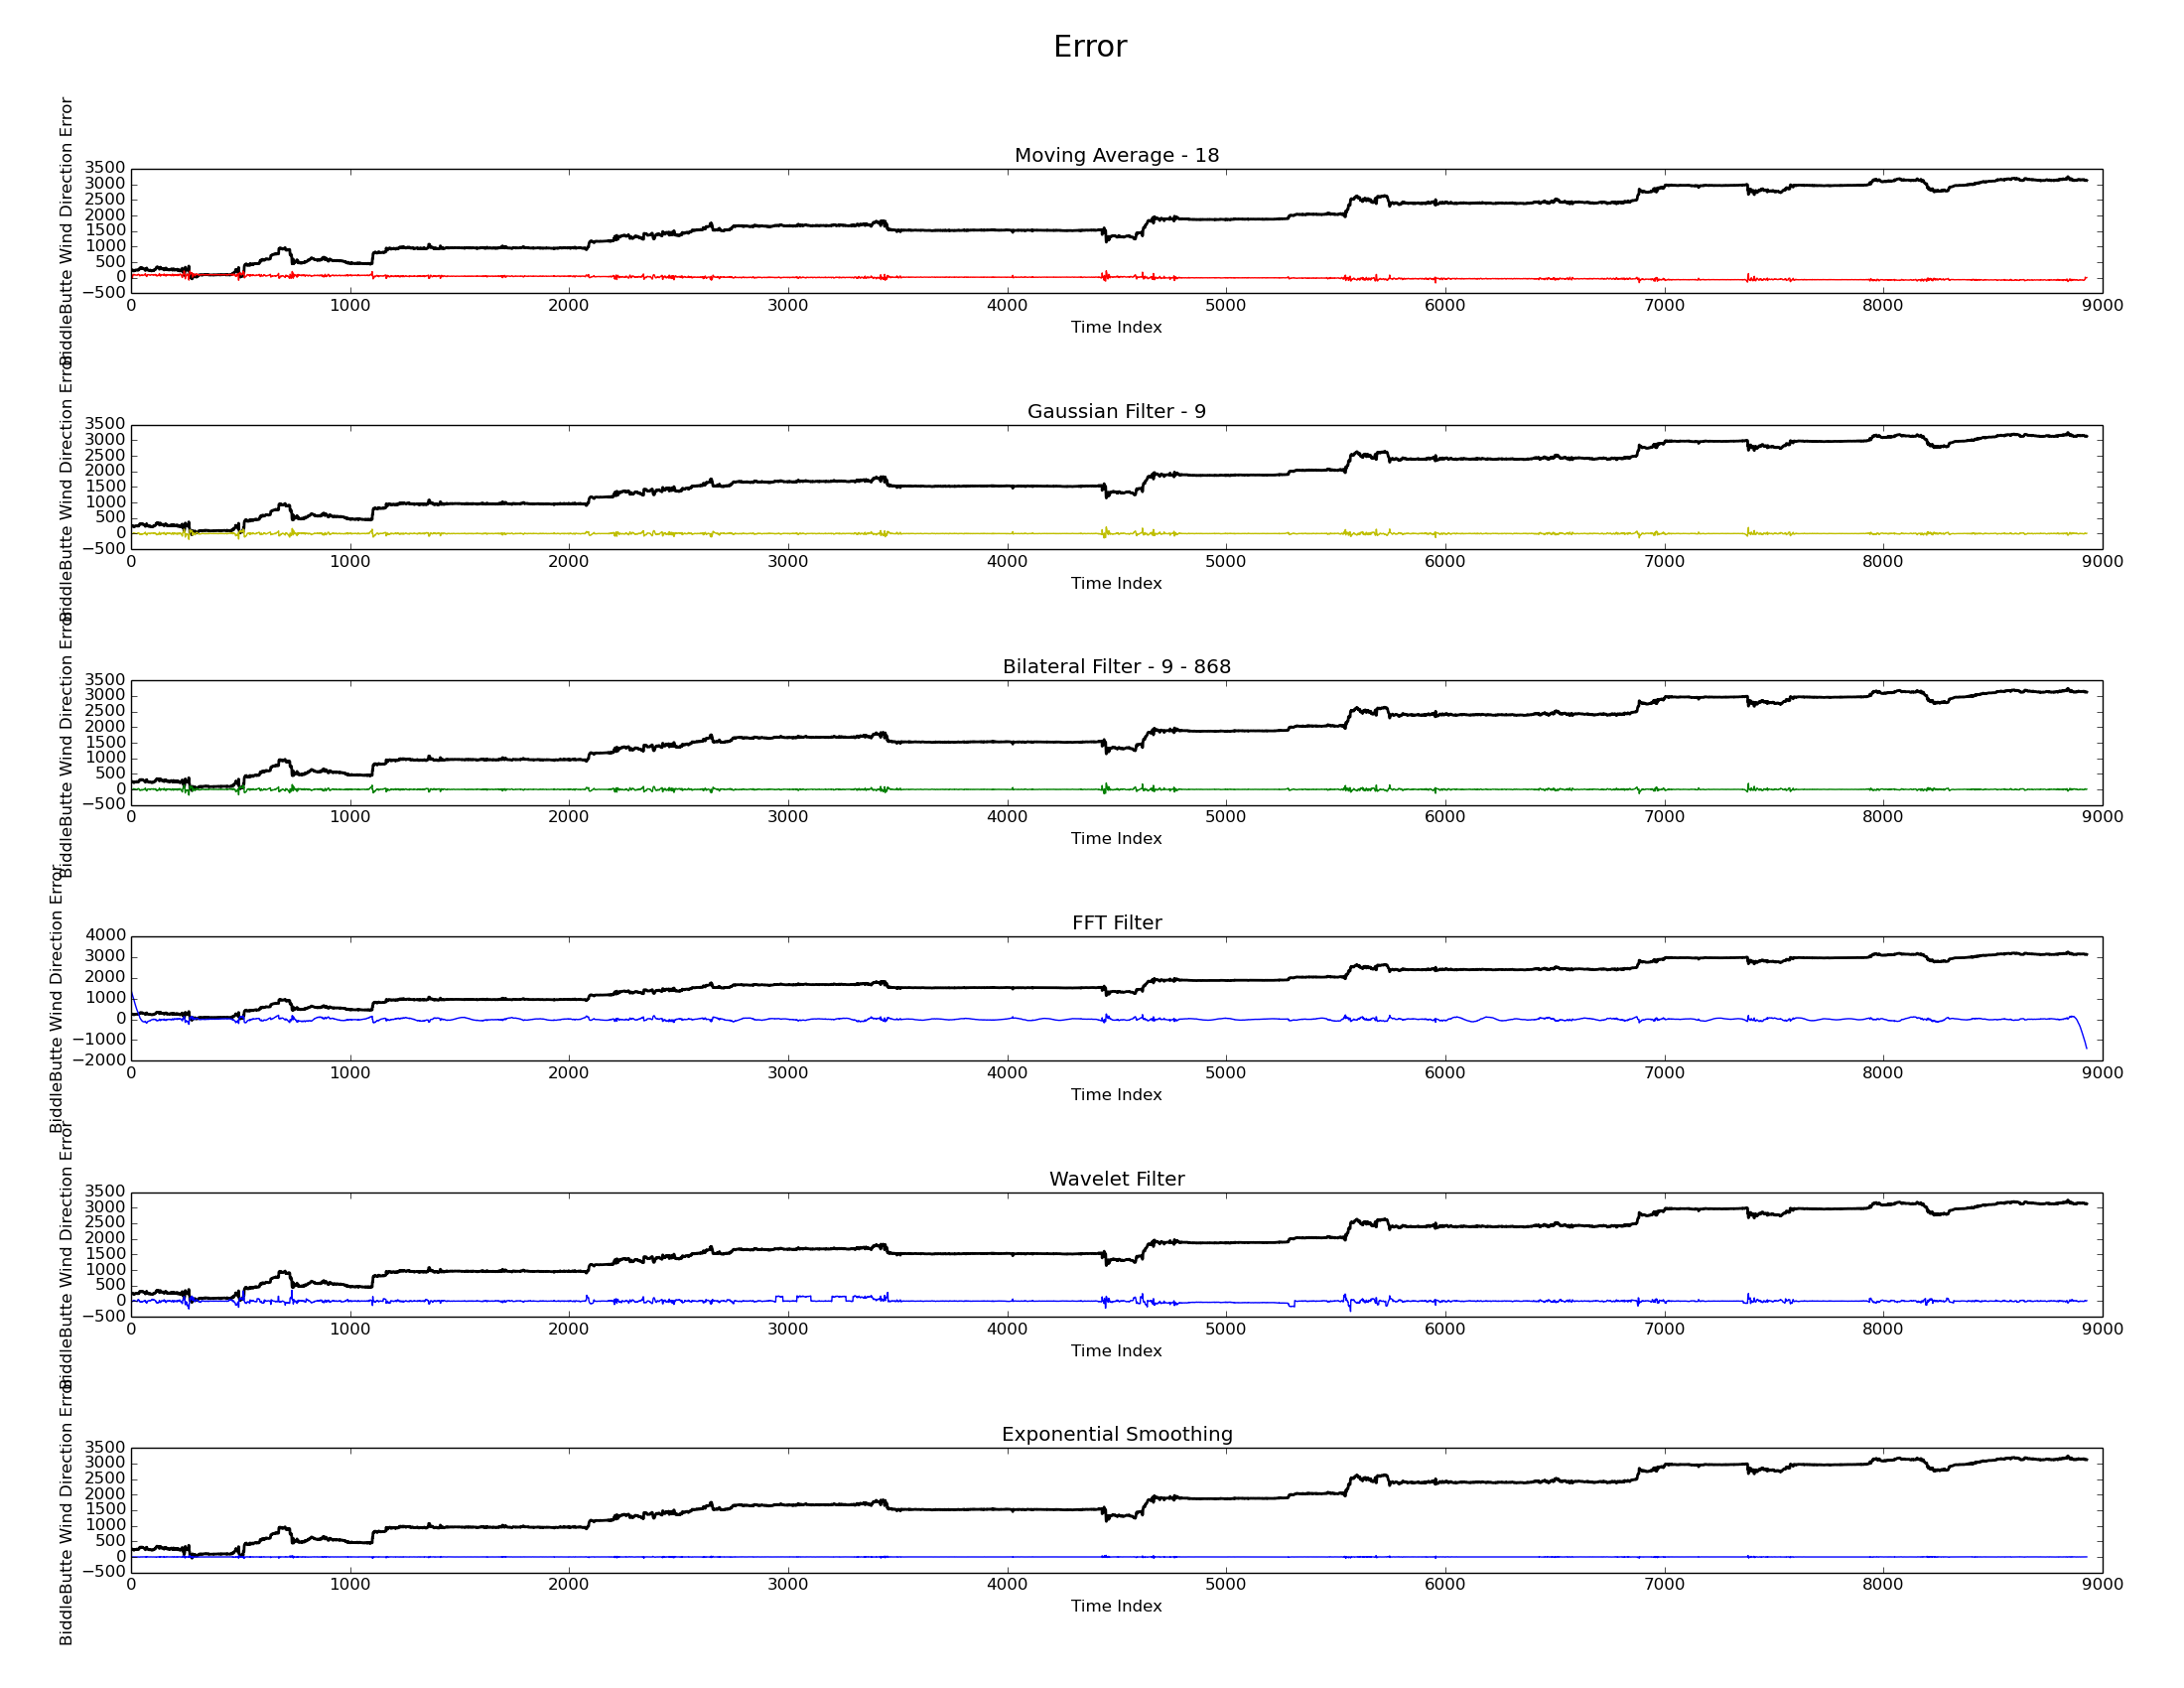 Error
Moving Average - 18
BiddleButte Wind Direction Error
3500
3000
2500
2000
1500
1000
500
0
−500
0 1000 2000 3000 4000 5000 6000 7000 8000 9000
Time Index
Gaussian Filter - 9
BiddleButte Wind Direction Error
3500
3000
2500
2000
1500
1000
500
0
−500
0 1000 2000 3000 4000 5000 6000 7000 8000 9000
Time Index
Bilateral Filter - 9 - 868
BiddleButte Wind Direction Error
3500
3000
2500
2000
1500
1000
500
0
−500
0 1000 2000 3000 4000 5000 6000 7000 8000 9000
Time Index
FFT Filter
BiddleButte Wind Direction Error
4000
3000
2000
1000
0
−1000
−2000
0 1000 2000 3000 4000 5000 6000 7000 8000 9000
Time Index
Wavelet Filter
BiddleButte Wind Direction Error
3500
3000
2500
2000
1500
1000
500
0
−500
0 1000 2000 3000 4000 5000 6000 7000 8000 9000
Time Index
Exponential Smoothing
BiddleButte Wind Direction Error
3500
3000
2500
2000
1500
1000
500
0
−500
0 1000 2000 3000 4000 5000 6000 7000 8000 9000
Time Index